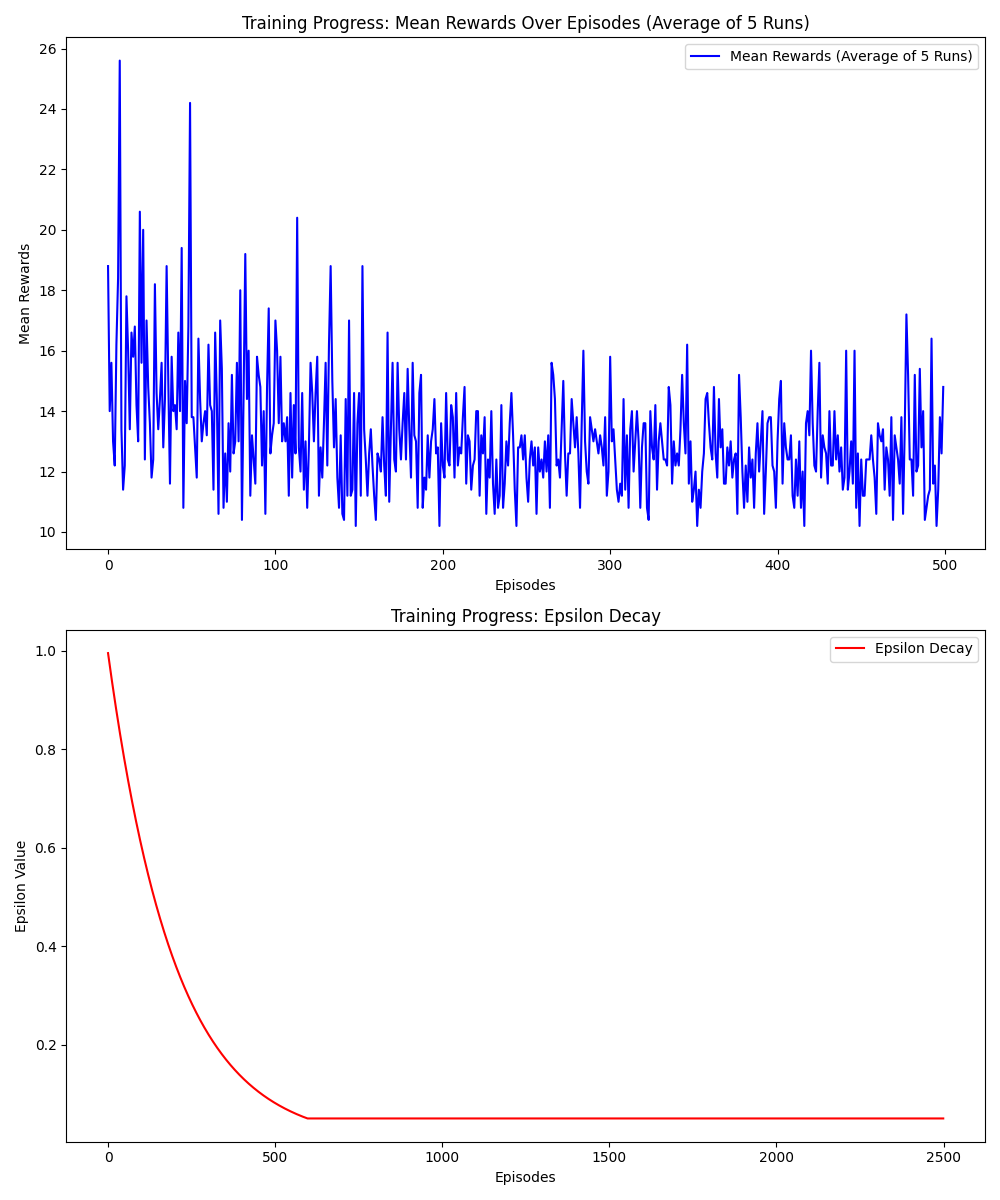 Training Progress: Mean Rewards Over Episodes (Average of 5 Runs)
Mean Rewards (Average of 5 Runs)
26
24
22
20
18
16
14
12
10
Mean Rewards
0 100 200 300 400 500
Episodes
Training Progress: Epsilon Decay
Epsilon Decay
1.0
0.8
0.6
0.4
0.2
Epsilon Value
0 500 1000 1500 2000 2500
Episodes